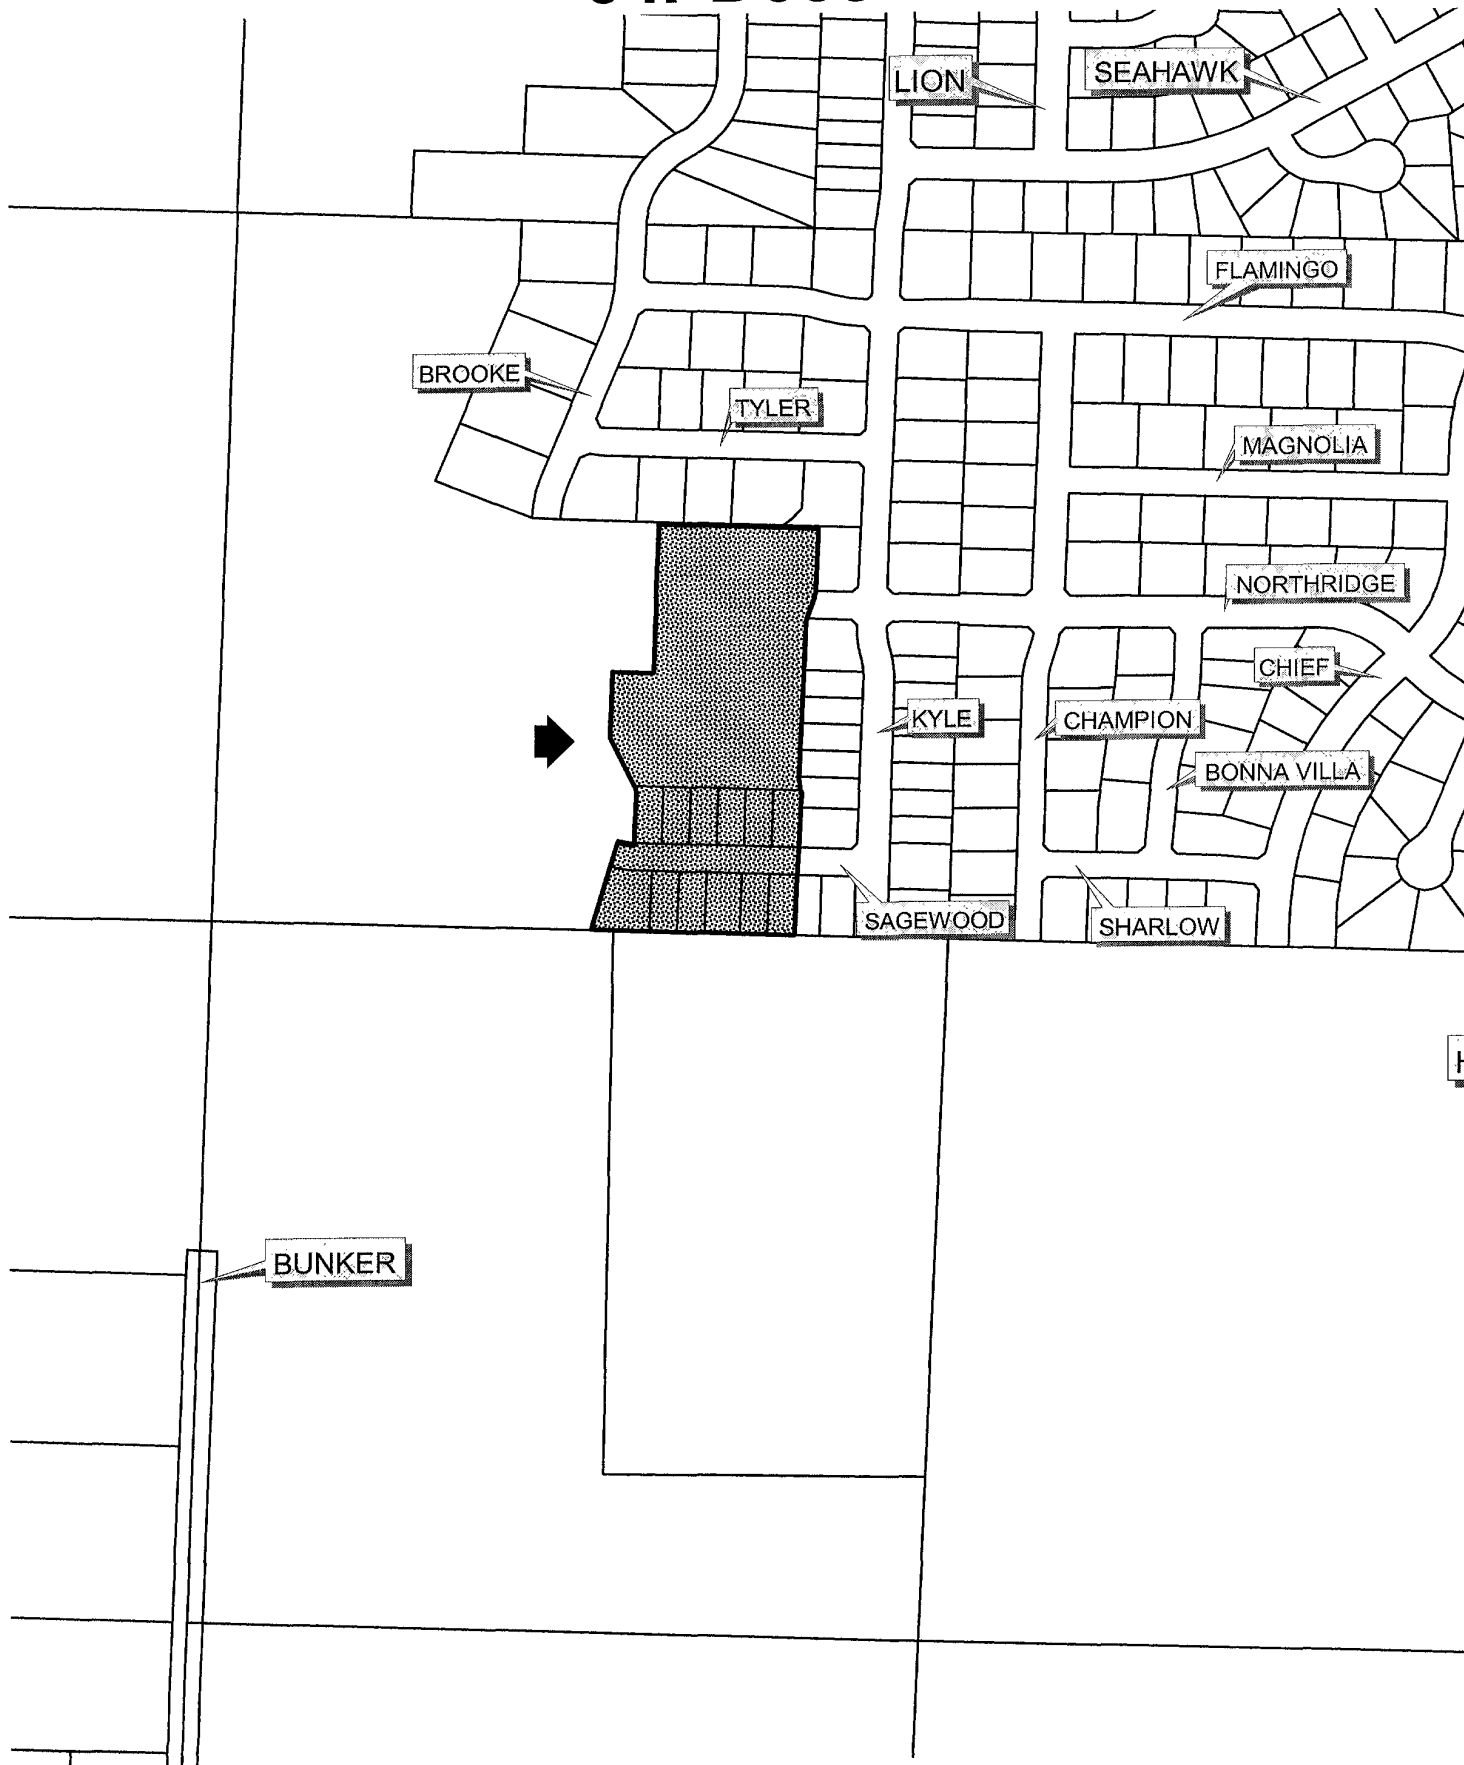 LION
SEAHAWK
FLAMINGO
BROOKE
TYLER
MAGNOLIA
NORTHRIDGE
CHIEF
KYLE
CHAMPION
BONNA VILLA
SAGEWOOD
SHARLOW
BUNKER